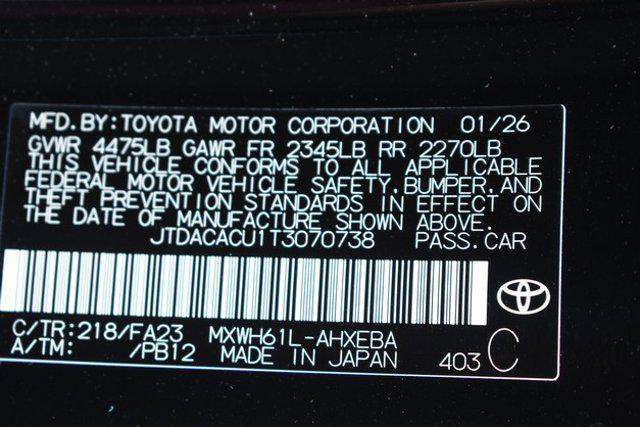 MFD.BY:TOYOTA MOTOR CORPORATION 01/26
GVWR 4475LB GAWR FR 2345LB RR 2270LB
THIS VEHICLE CONFORMS TO ALL APPLICABLE
FEDERAL MOTOR VEHICLE SAFETY,BUMPER,AND
THEFT PREVENTION STANDARDS IN EFFECT ON
THE DATE OF MANUFACTURE SHOWN ABOVE.
JTDACACU1T3070738 PASS.CAR
C/TR:218/FA23 MXWH61L-AHXEBA
A/TM: /PB12 MADE IN JAPAN 403 C